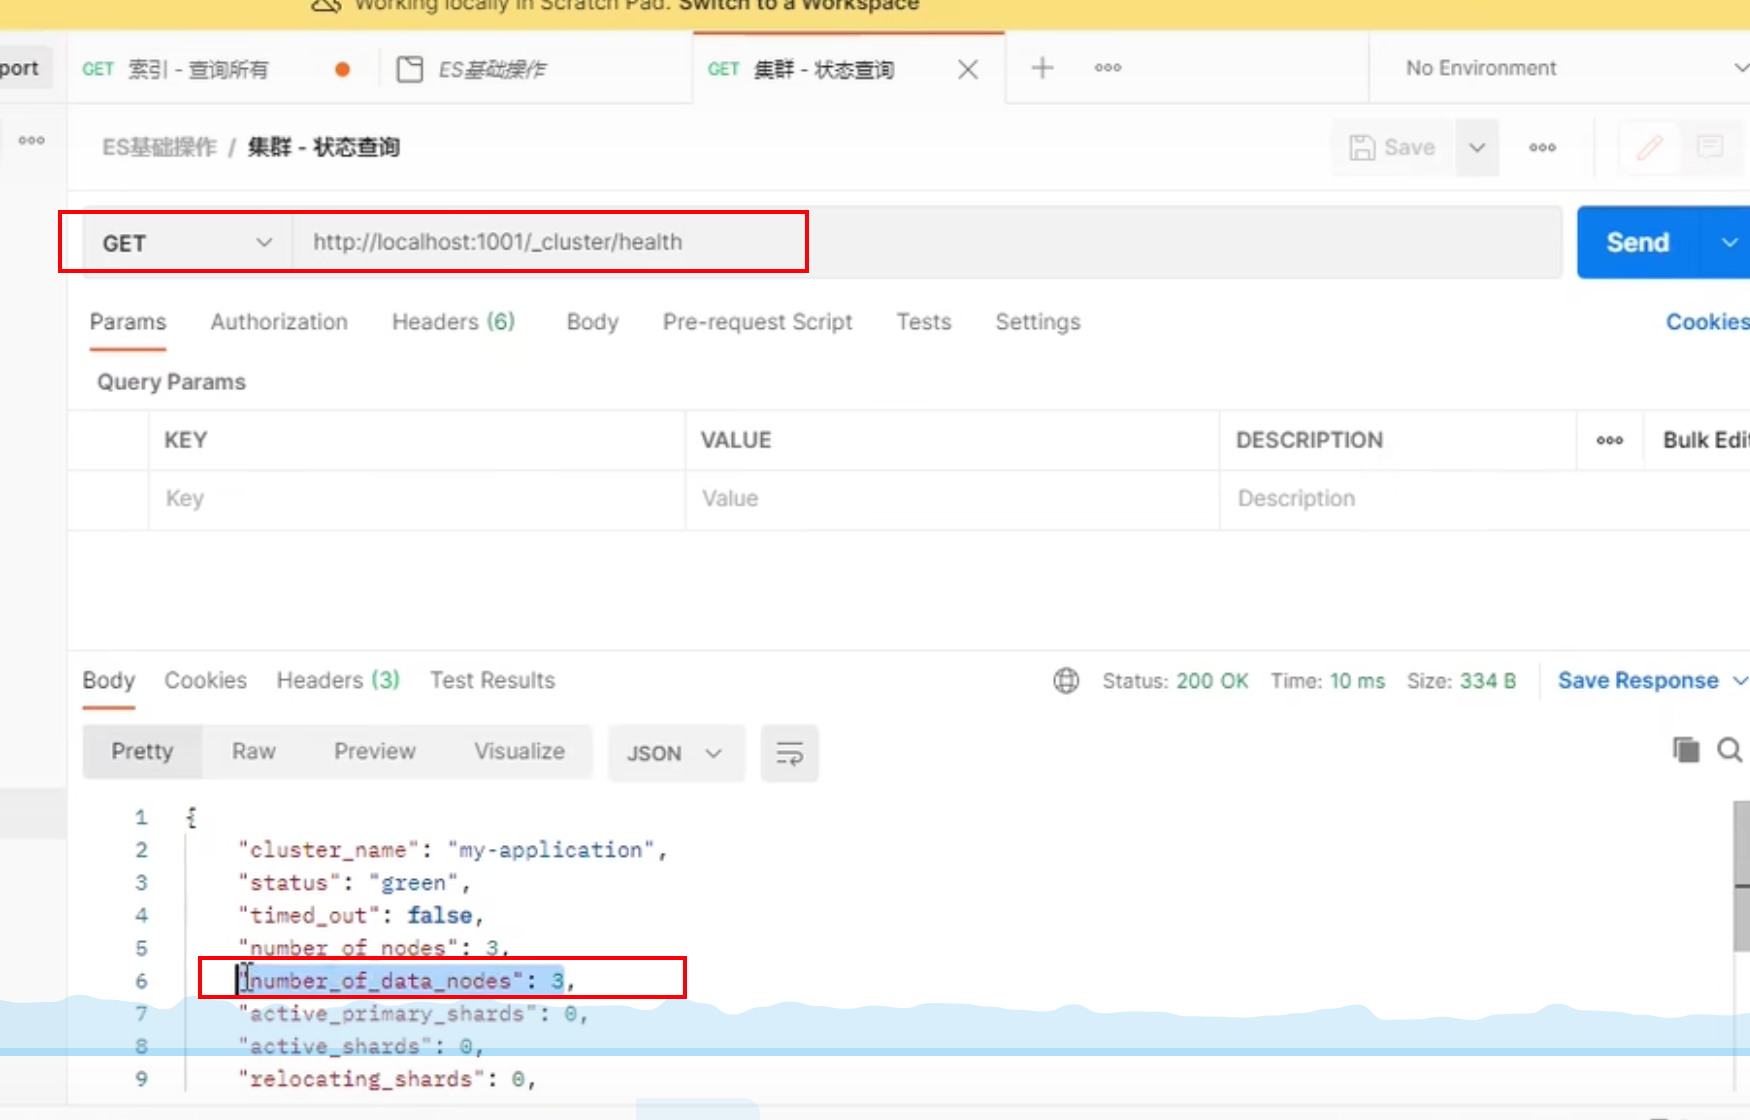 Working locally in Scratch Pad. Switch to a Workspace
port
GET 索引 - 查询所有
ES基础操作
GET 集群 - 状态查询
No Environment
ES基础操作 / 集群 - 状态查询
Save
GET
http://localhost:1001/_cluster/health
Send
Params Authorization Headers (6) Body Pre-request Script Tests Settings
Cookies
Query Params
KEY VALUE DESCRIPTION
Bulk Edit
Key Value Description
Body Cookies Headers (3) Test Results
Status: 200 OK Time: 10 ms Size: 334 B
Save Response
Pretty Raw Preview Visualize JSON
1 {
2 "cluster_name": "my-application",
3 "status": "green",
4 "timed_out": false,
5 "number_of_nodes": 3,
6 "number_of_data_nodes": 3,
7 "active_primary_shards": 0,
8 "active_shards": 0,
9 "relocating_shards": 0,